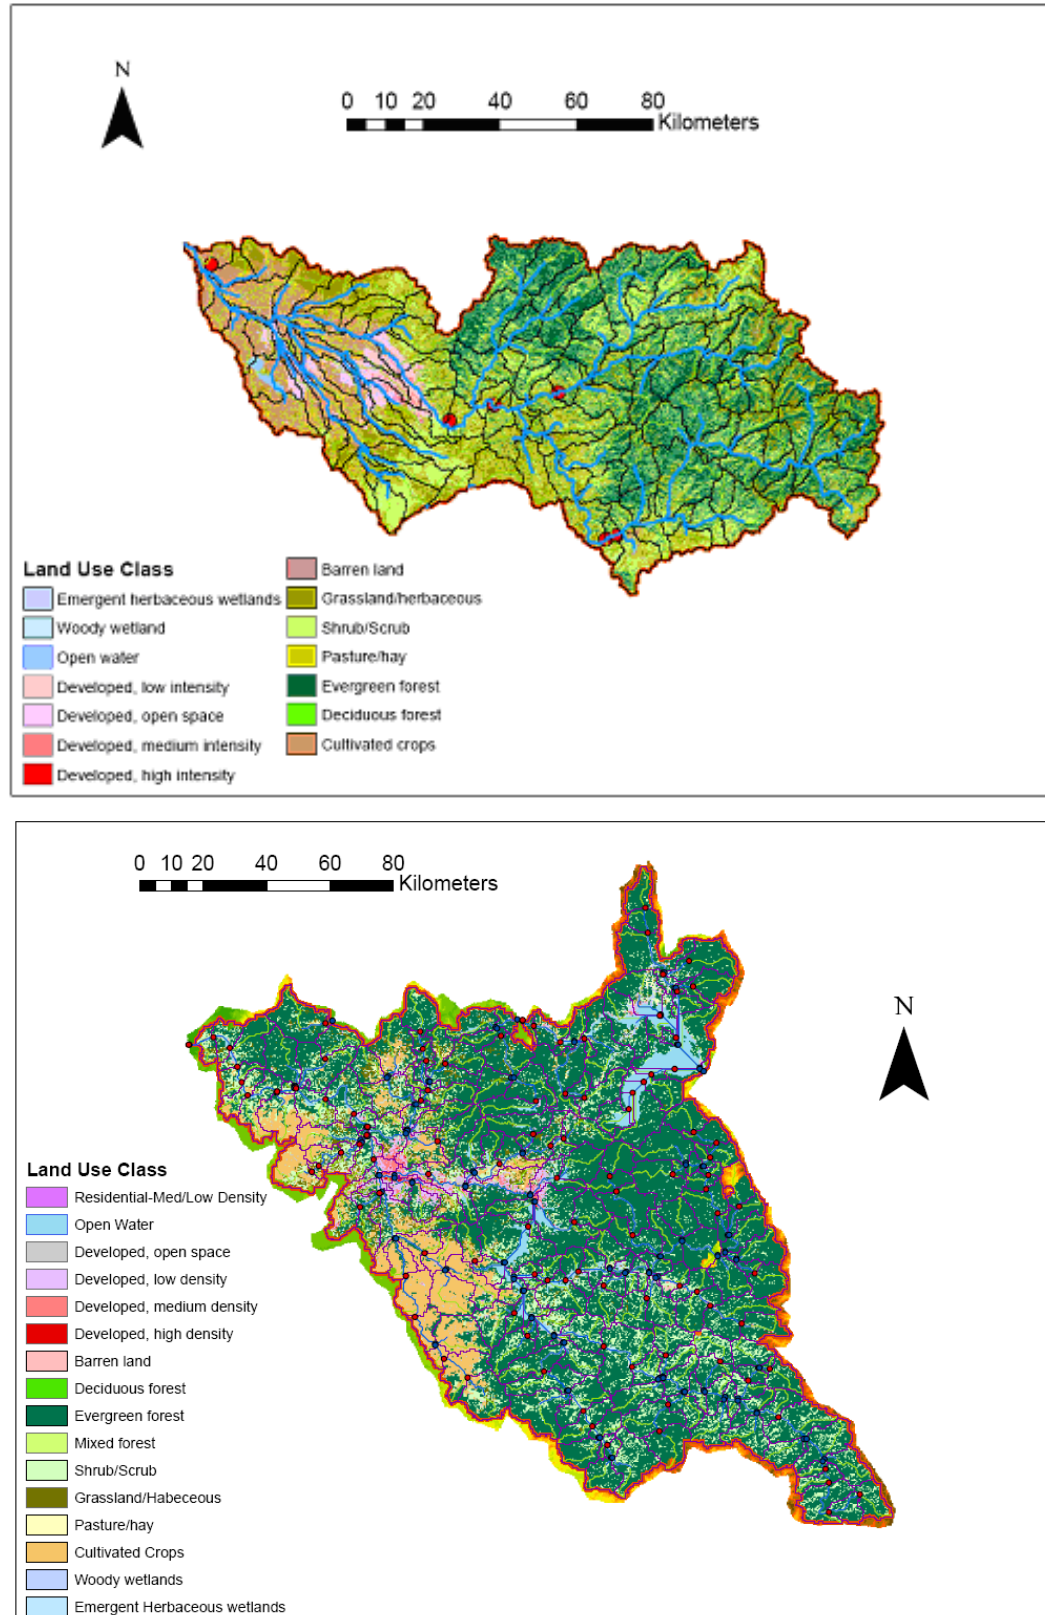 N
0 10 20 40 60 80
Kilometers
Land Use Class
Emergent herbaceous wetlands
Woody wetland
Open water
Developed, low intensity
Developed, open space
Developed, medium intensity
Developed, high intensity
Barren land
Grassland/herbaceous
Shrub/Scrub
Pasture/hay
Evergreen forest
Deciduous forest
Cultivated crops
0 10 20 40 60 80
Kilometers
N
Land Use Class
Residential-Med/Low Density
Open Water
Developed, open space
Developed, low density
Developed, medium density
Developed, high density
Barren land
Deciduous forest
Evergreen forest
Mixed forest
Shrub/Scrub
Grassland/Habeceous
Pasture/hay
Cultivated Crops
Woody wetlands
Emergent Herbaceous wetlands